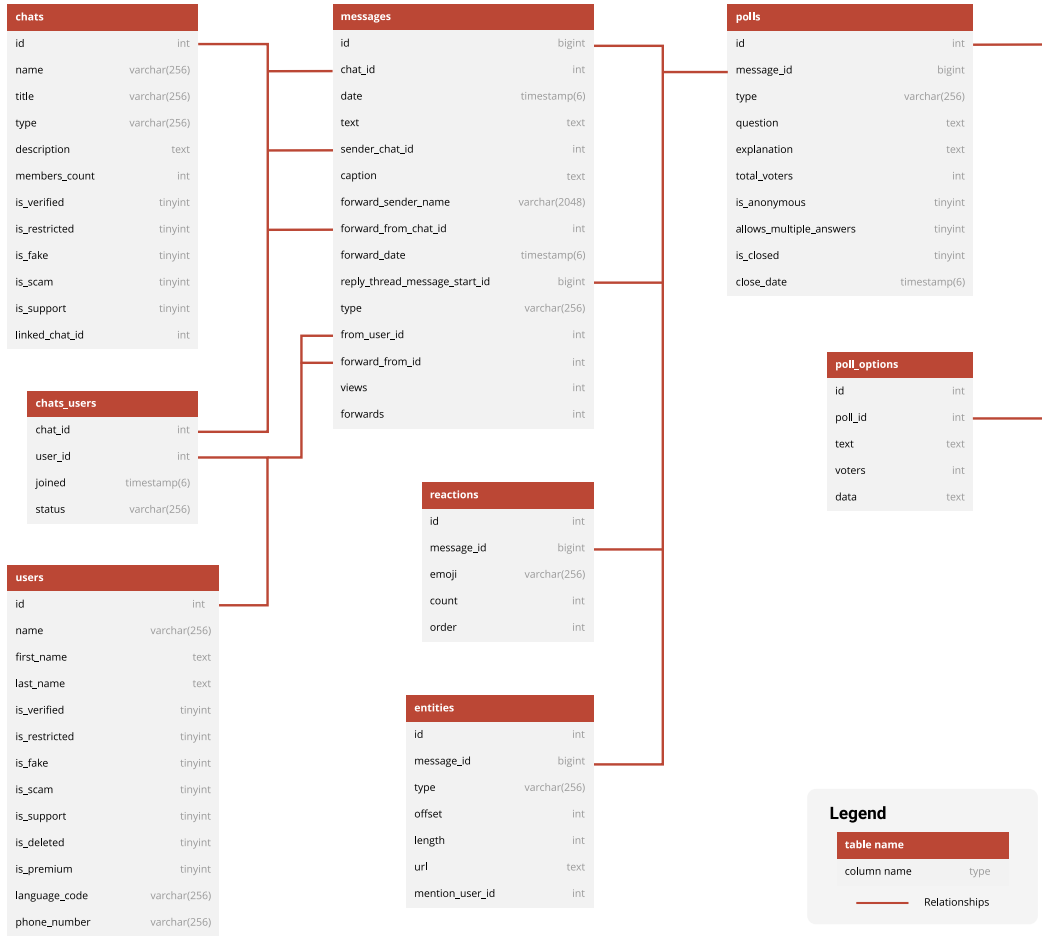 chats
id int
name varchar(256)
title varchar(256)
type varchar(256)
description text
members_count int
is_verified tinyint
is_restricted tinyint
is_fake tinyint
is_scam tinyint
is_support tinyint
linked_chat_id int
chats_users
chat_id int
user_id int
joined timestamp(6)
status varchar(256)
users
id int
name varchar(256)
first_name text
last_name text
is_verified tinyint
is_restricted tinyint
is_fake tinyint
is_scam tinyint
is_support tinyint
is_deleted tinyint
is_premium tinyint
language_code varchar(256)
phone_number varchar(256)
messages
id bigint
chat_id int
date timestamp(6)
text text
sender_chat_id int
caption text
forward_sender_name varchar(2048)
forward_from_chat_id int
forward_date timestamp(6)
reply_thread_message_start_id bigint
type varchar(256)
from_user_id int
forward_from_id int
views int
forwards int
reactions
id int
message_id bigint
emoji varchar(256)
count int
order int
entities
id int
message_id bigint
type varchar(256)
offset int
length int
url text
mention_user_id int
polls
id int
message_id bigint
type varchar(256)
question text
explanation text
total_voters int
is_anonymous tinyint
allows_multiple_answers tinyint
is_closed tinyint
close_date timestamp(6)
poll_options
id int
poll_id int
text text
voters int
data text
Legend
table name
column name type
Relationships